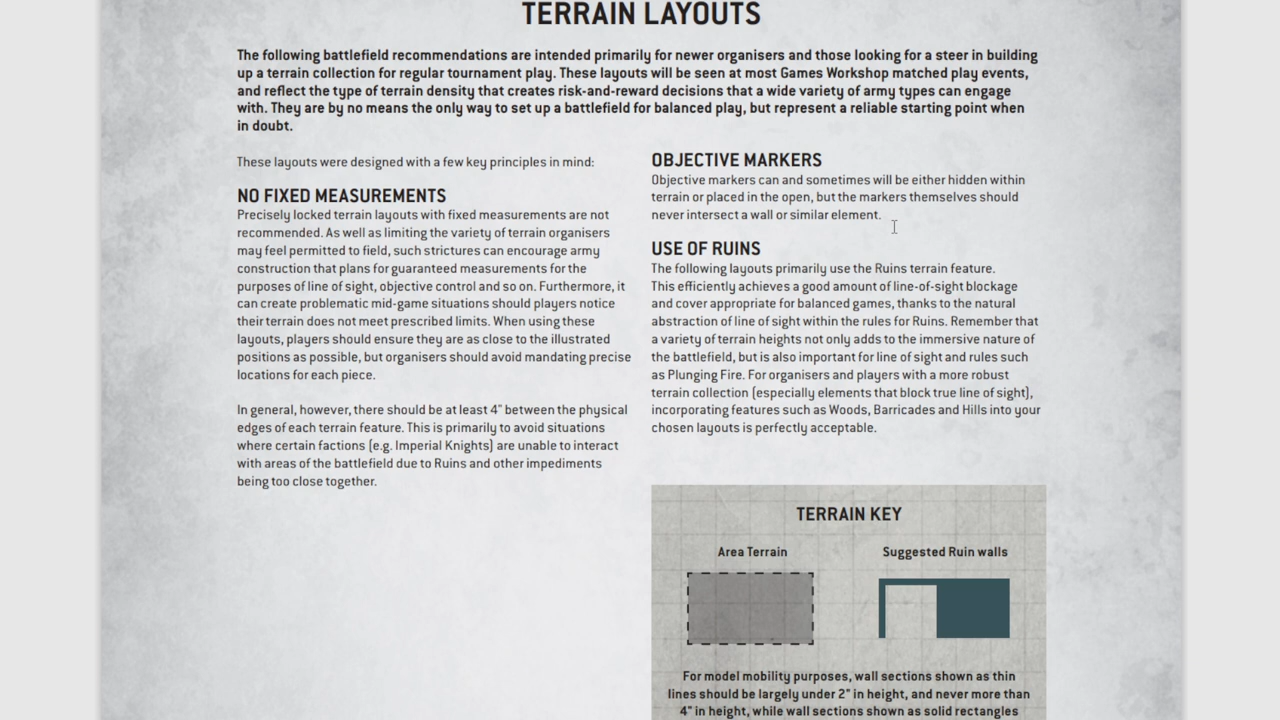 TERRAIN LAYOUTS
The following battlefield recommendations are intended primarily for newer organisers and those looking for a steer in building
up a terrain collection for regular tournament play. These layouts will be seen at most Games Workshop matched play events,
and reflect the type of terrain density that creates risk-and-reward decisions that a wide variety of army types can engage
with. They are by no means the only way to set up a battlefield for balanced play, but represent a reliable starting point when
in doubt.
These layouts were designed with a few key principles in mind:
NO FIXED MEASUREMENTS
Precisely locked terrain layouts with fixed measurements are not
recommended. As well as limiting the variety of terrain organisers
may feel permitted to field, such strictures can encourage army
construction that plans for guaranteed measurements for the
purposes of line of sight, objective control and so on. Furthermore, it
can create problematic mid-game situations should players notice
their terrain does not meet prescribed limits. When using these
layouts, players should ensure they are as close to the illustrated
positions as possible, but organisers should avoid mandating precise
locations for each piece.
In general, however, there should be at least 4" between the physical
edges of each terrain feature. This is primarily to avoid situations
where certain factions (e.g. Imperial Knights) are unable to interact
with areas of the battlefield due to Ruins and other impediments
being too close together.
OBJECTIVE MARKERS
Objective markers can and sometimes will be either hidden within
terrain or placed in the open, but the markers themselves should
never intersect a wall or similar element.
USE OF RUINS
The following layouts primarily use the Ruins terrain feature.
This efficiently achieves a good amount of line-of-sight blockage
and cover appropriate for balanced games, thanks to the natural
abstraction of line of sight within the rules for Ruins. Remember that
a variety of terrain heights not only adds to the immersive nature of
the battlefield, but is also important for line of sight and rules such
as Plunging Fire. For organisers and players with a more robust
terrain collection (especially elements that block true line of sight),
incorporating features such as Woods, Barricades and Hills into your
chosen layouts is perfectly acceptable.
TERRAIN KEY
Area Terrain
Suggested Ruin walls
For model mobility purposes, wall sections shown as thin
lines should be largely under 2" in height, and never more than
4" in height, while wall sections shown as solid rectangles